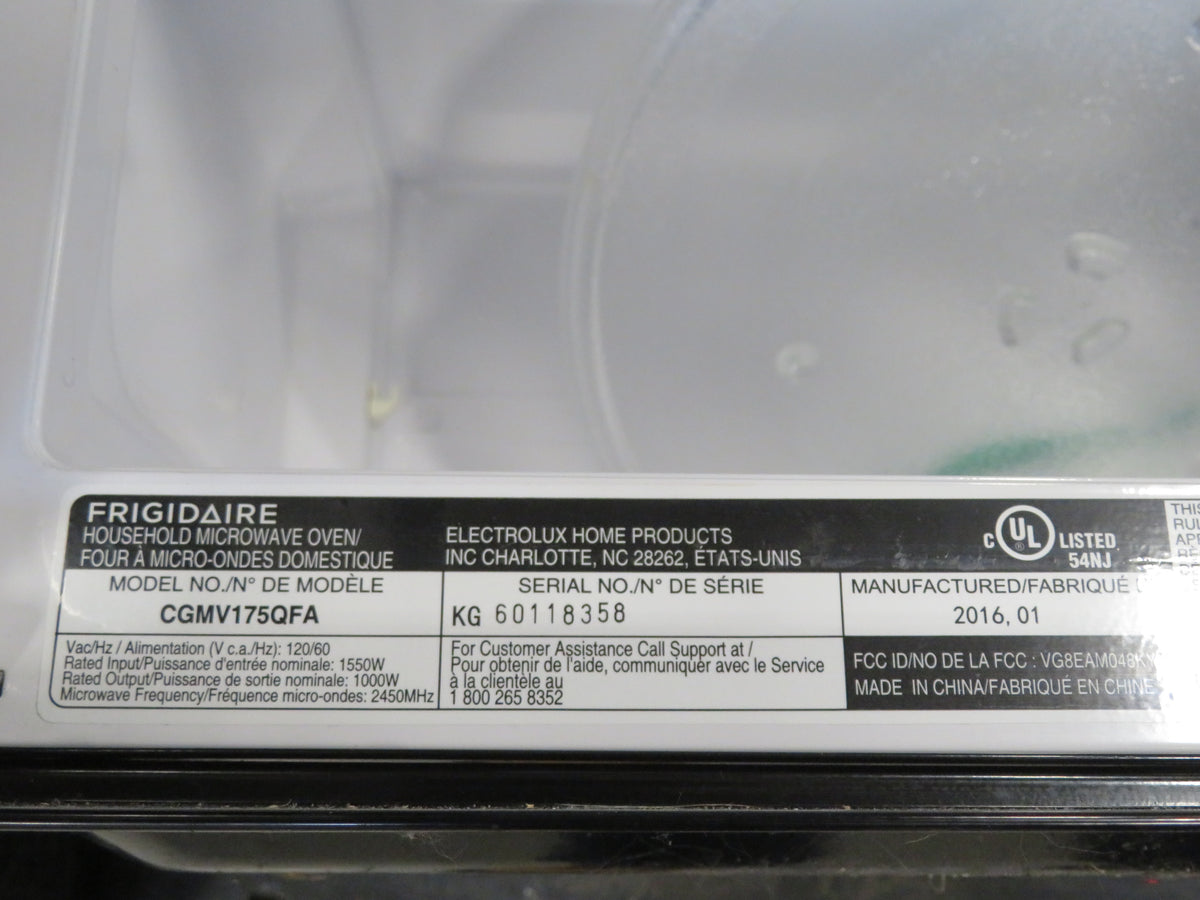 FRIGIDAIRE
HOUSEHOLD MICROWAVE OVEN/
FOUR À MICRO-ONDES DOMESTIQUE
ELECTROLUX HOME PRODUCTS
INC CHARLOTTE, NC 28262, ÉTATS-UNIS
C UL ® LISTED
54NJ
THIS
RUL
MODEL NO./N° DE MODÈLE
CGMV175QFA
SERIAL NO./N° DE SÉRIE
KG 60118358
MANUFACTURED/FABRIQUÉ
2016, 01
Vac/Hz / Alimentation (V c.a./Hz): 120/60
Rated Input/Puissance d'entrée nominale: 1550W
Rated Output/Puissance de sortie nominale: 1000W
Microwave Frequency/Fréquence micro-ondes: 2450MHz
For Customer Assistance Call Support at /
Pour obtenir de l'aide, communiquer avec le Service
à la clientèle au
1 800 265 8352
FCC ID/NO DE LA FCC : VG8EAM048KY
MADE IN CHINA/FABRIQUÉ EN CHINE